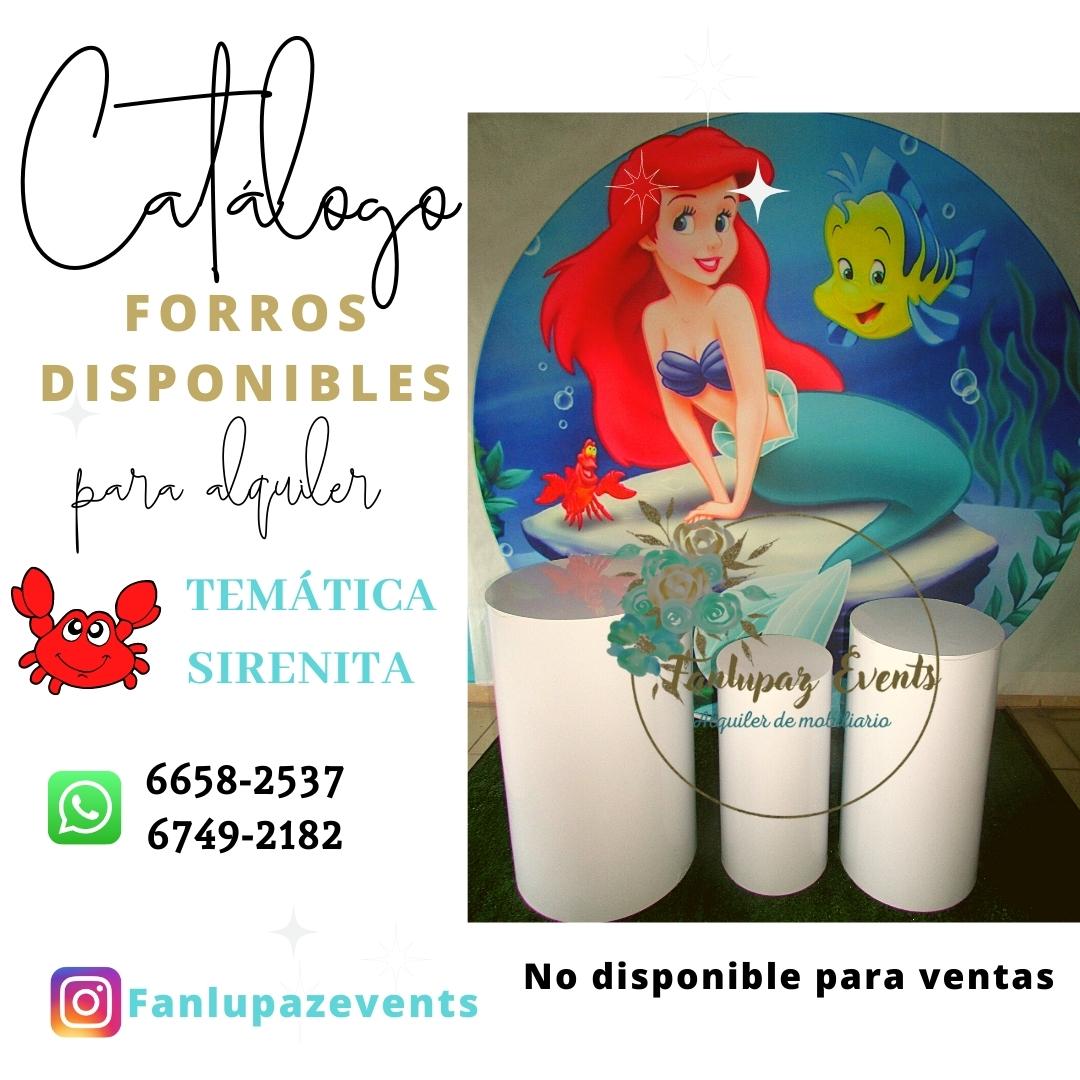 Catálogo
FORROS
DISPONIBLES
para alquiler
TEMÁTICA
SIRENITA
6658-2537
6749-2182
Fanlupazevents
Fanlupaz Events
Alquiler de mobiliario
No disponible para ventas